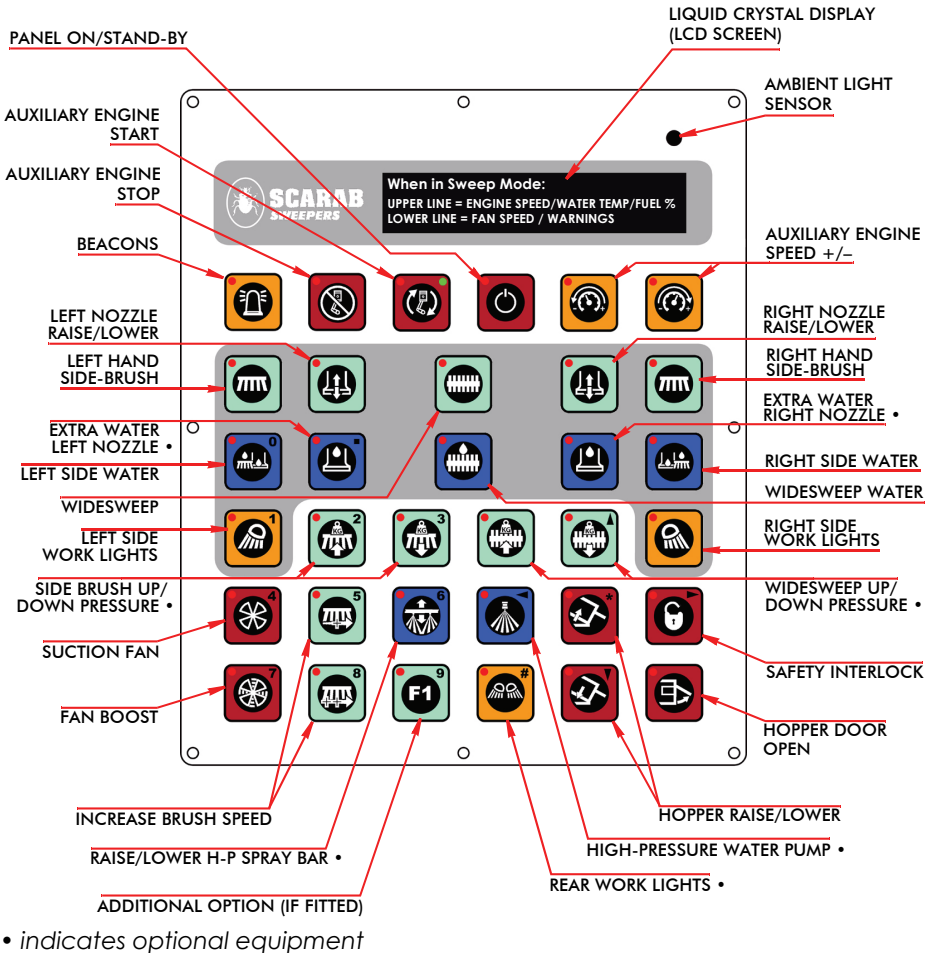 LIQUID CRYSTAL DISPLAY
(LCD SCREEN)
PANEL ON/STAND-BY
AMBIENT LIGHT
SENSOR
AUXILIARY ENGINE
START
AUXILIARY ENGINE
STOP
SCARAB
SWEEPERS
When in Sweep Mode:
UPPER LINE = ENGINE SPEED/WATER TEMP/FUEL %
LOWER LINE = FAN SPEED / WARNINGS
BEACONS
AUXILIARY ENGINE
SPEED +/–
LEFT NOZZLE
RAISE/LOWER
RIGHT NOZZLE
RAISE/LOWER
LEFT HAND
SIDE-BRUSH
RIGHT HAND
SIDE-BRUSH
EXTRA WATER
LEFT NOZZLE •
EXTRA WATER
RIGHT NOZZLE •
0
LEFT SIDE WATER
RIGHT SIDE WATER
WIDESWEEP
WIDESWEEP WATER
LEFT SIDE
WORK LIGHTS
1
2
KG
3
KG
KG
KG
RIGHT SIDE
WORK LIGHTS
SIDE BRUSH UP/
DOWN PRESSURE •
WIDESWEEP UP/
DOWN PRESSURE •
4
5
6
*
SUCTION FAN
SAFETY INTERLOCK
7
8
9
F1
#
FAN BOOST
HOPPER DOOR
OPEN
INCREASE BRUSH SPEED
HOPPER RAISE/LOWER
RAISE/LOWER H-P SPRAY BAR •
HIGH-PRESSURE WATER PUMP •
REAR WORK LIGHTS •
ADDITIONAL OPTION (IF FITTED)
• indicates optional equipment